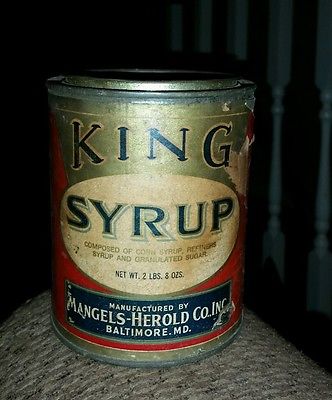 KING
SYRUP
COMPOSED OF CORN SYRUP, REFINERS
SYRUP AND GRANULATED SUGAR.
NET WT. 2 LBS. 8 OZS.
MANUFACTURED BY
MANGELS-HEROLD CO. INC.
BALTIMORE. MD.